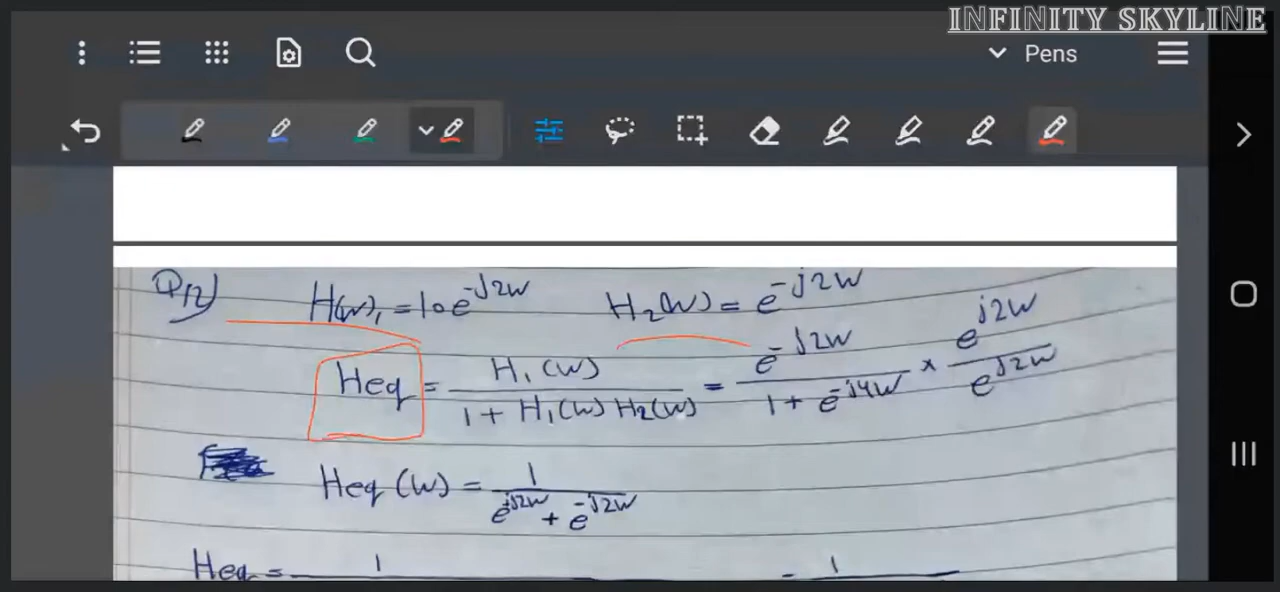 INFINITY SKYLINE
Pens
Q12) H(w)₁ = 10e^-j2w H₂(w) = e^-j2w
Heq = H₁(w) / 1 + H₁(w) H₂(w) = e^-j2w / 1 + e^-j4w × e^j2w / e^j2w
Heq (w) = 1 / e^j2w + e^-j2w
Heq = 1 = 1